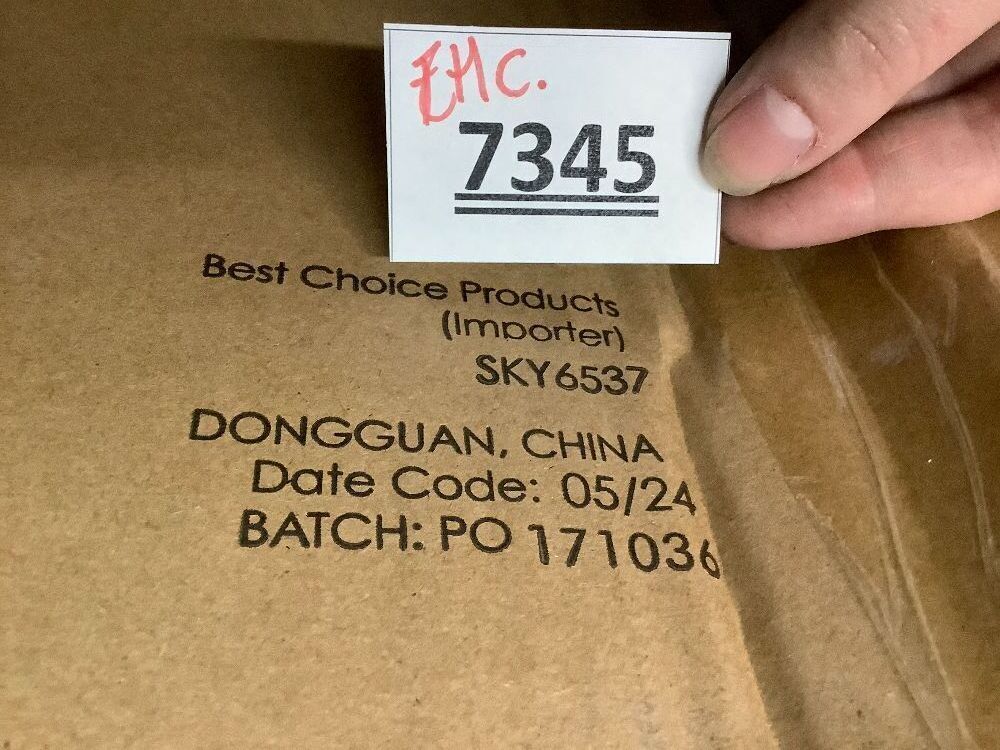 EHC.
7345
Best Choice Products
(Importer)
SKY6537
DONGGUAN, CHINA
Date Code: 05/24
BATCH: PO 171036